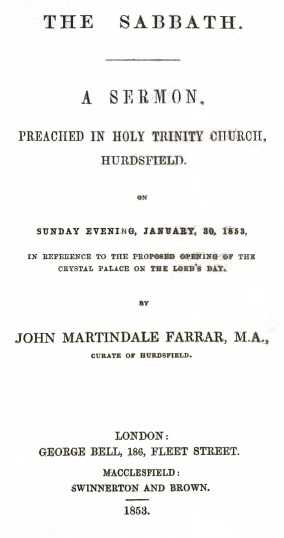 THE SABBATH.
A SERMON,
PREACHED IN HOLY TRINITY CHURCH,
HURDSFIELD.
ON
SUNDAY EVENING, JANUARY, 30, 1853,
IN REFERENCE TO THE PROPOSED OPENING OF THE
CRYSTAL PALACE ON THE LORD'S DAY.
BY
JOHN MARTINDALE FARRAR, M.A.,
CURATE OF HURDSFIELD.
LONDON:
GEORGE BELL, 186, FLEET STREET.
MACCLESFIELD:
SWINNERTON AND BROWN.
1853.